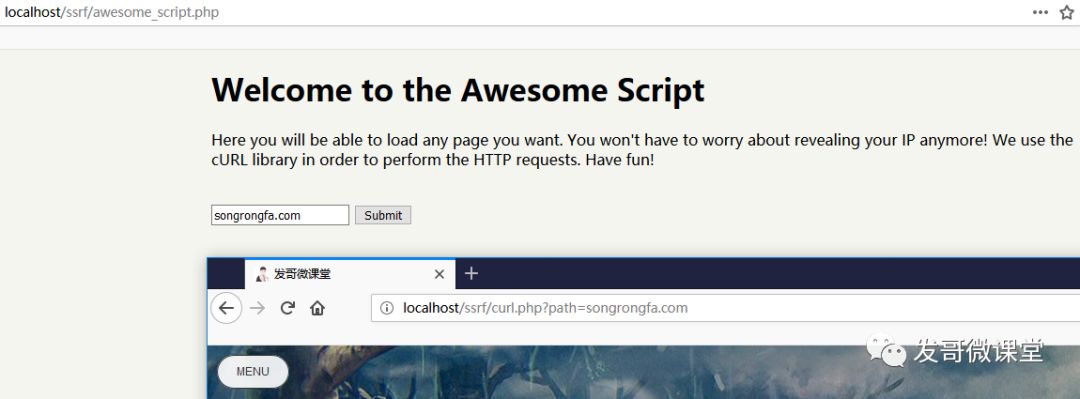 localhost/ssrf/awesome_script.php
Welcome to the Awesome Script
Here you will be able to load any page you want. You won't have to worry about revealing your IP anymore! We use the
cURL library in order to perform the HTTP requests. Have fun!
songrongfa.com Submit
发哥微课堂
localhost/ssrf/curl.php?path=songrongfa.com
发哥微课堂
MENU